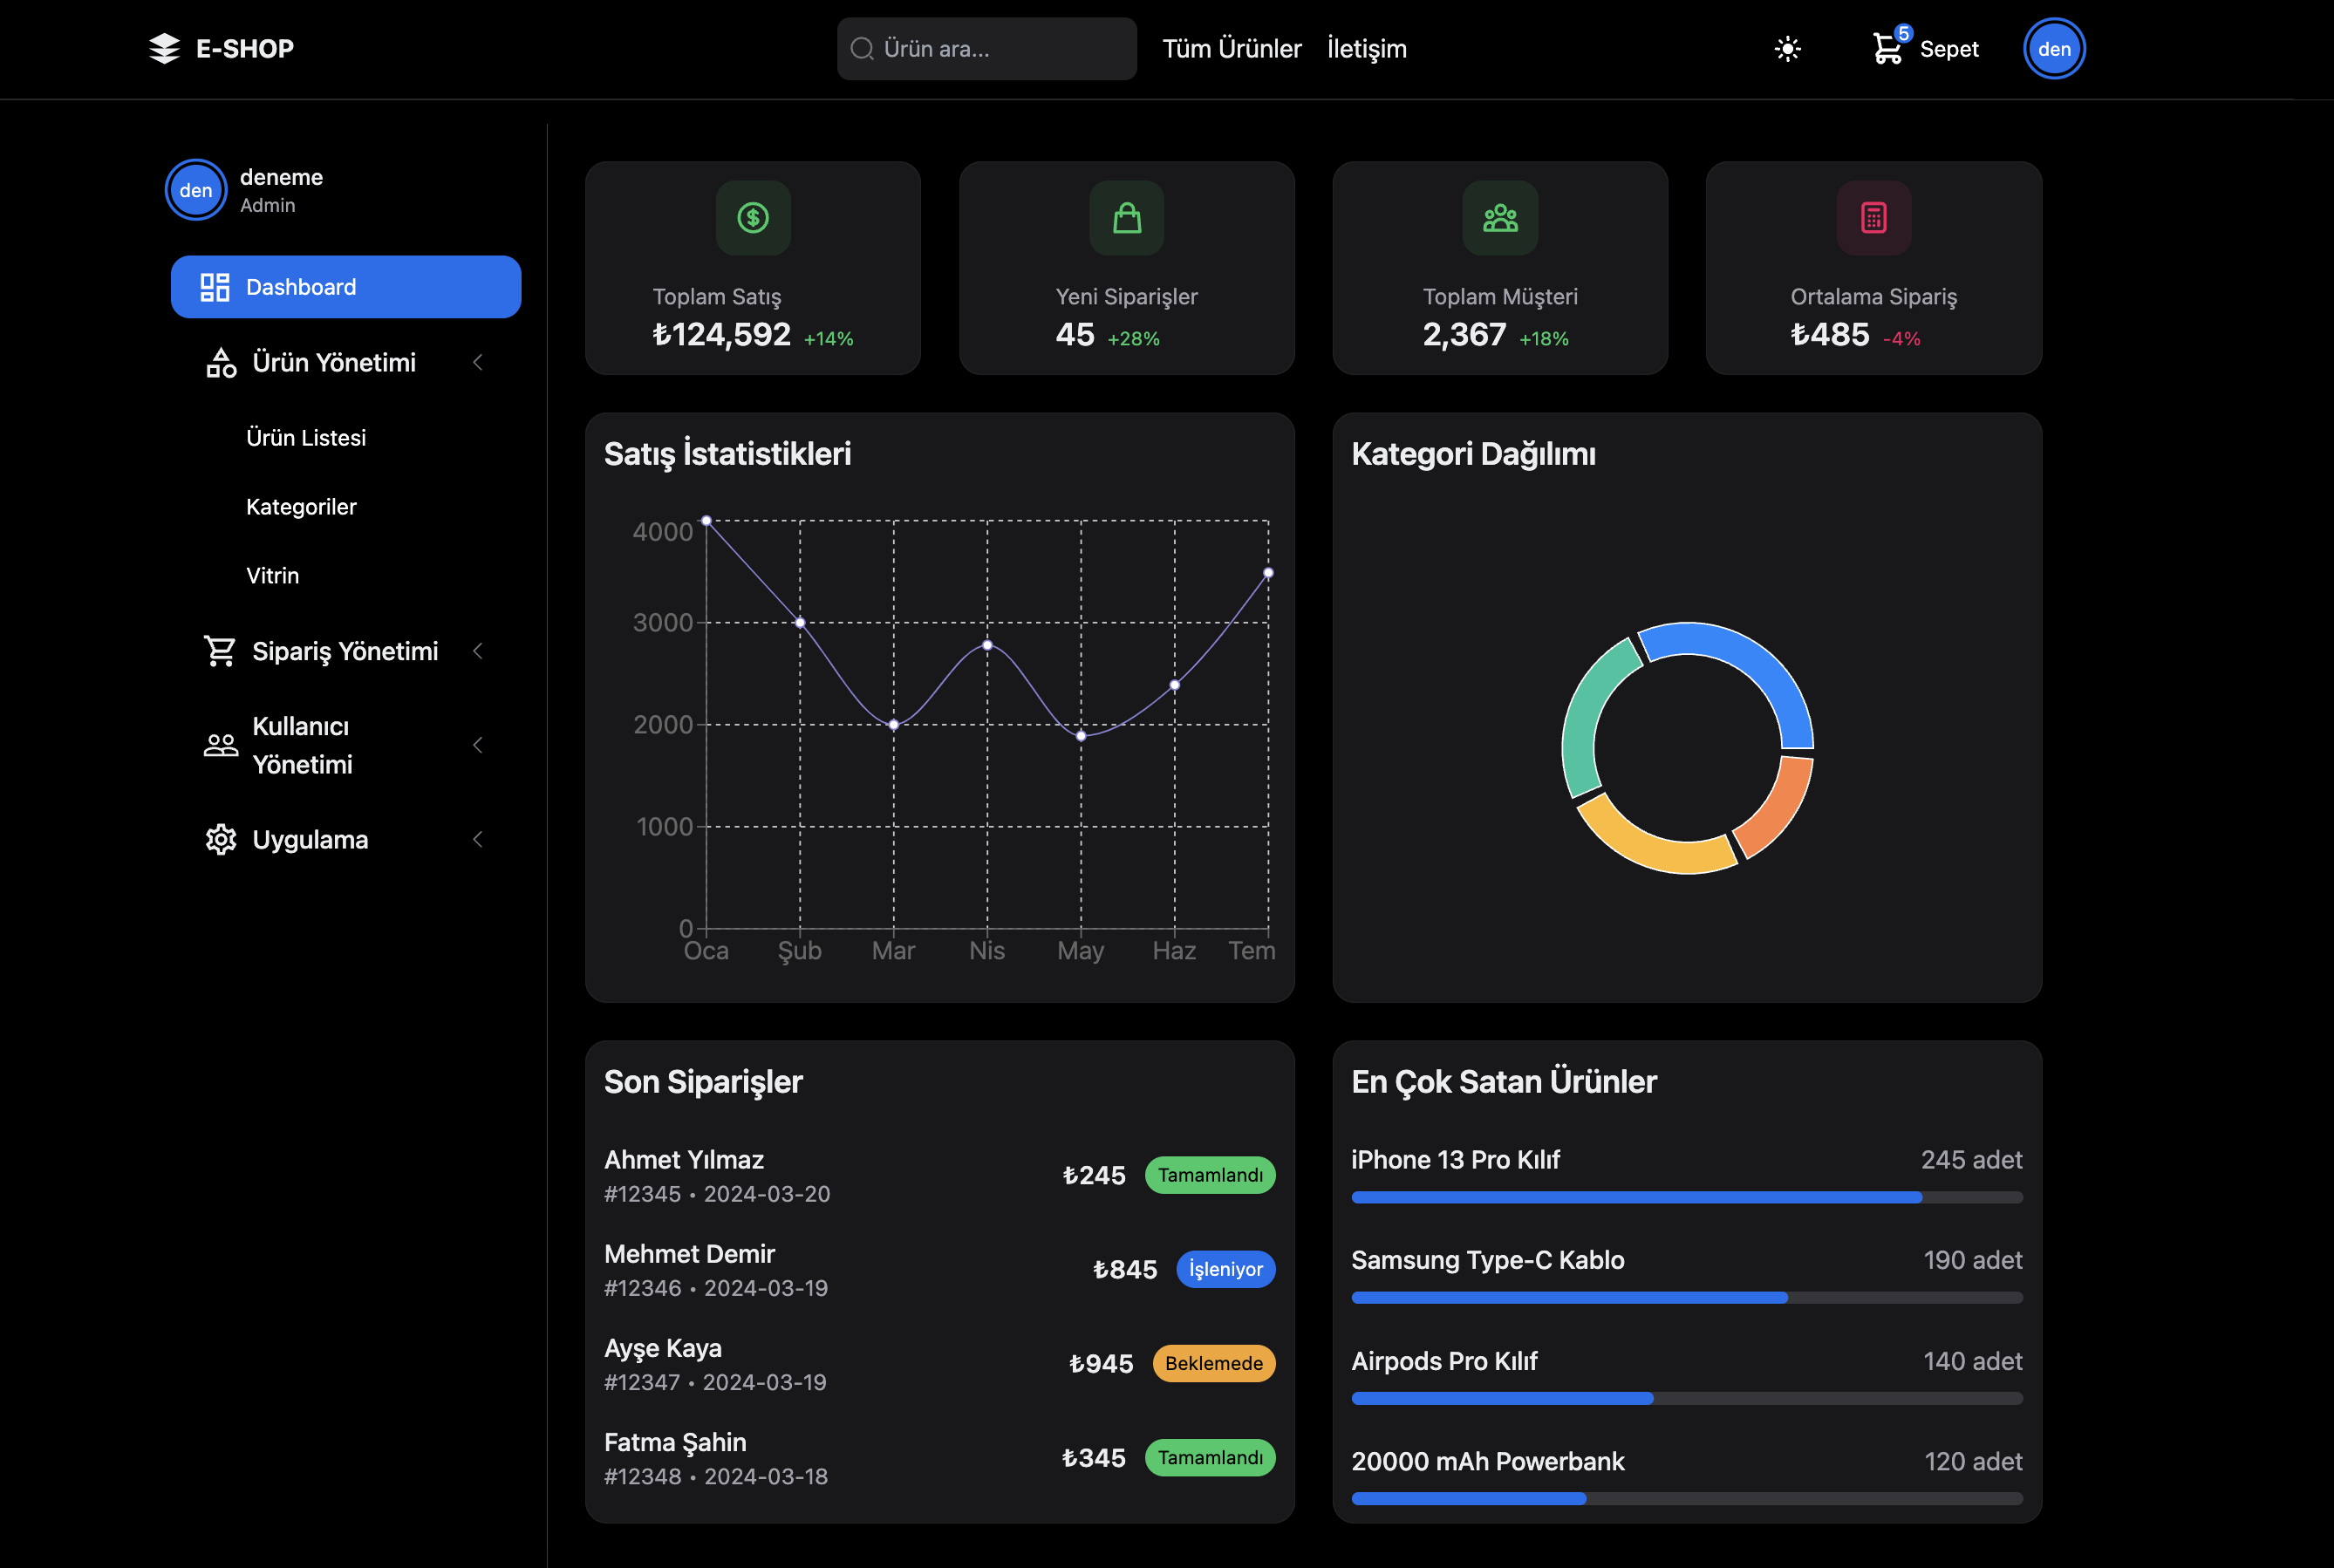 E-SHOP
Ürün ara...
Tüm Ürünler
İletişim
5
Sepet
den
den
deneme
Admin
Dashboard
Ürün Yönetimi
Ürün Listesi
Kategoriler
Vitrin
Sipariş Yönetimi
Kullanıcı
Yönetimi
Uygulama
Toplam Satış
₺124,592 +14%
Yeni Siparişler
45 +28%
Toplam Müşteri
2,367 +18%
Ortalama Sipariş
₺485 -4%
Satış İstatistikleri
4000
3000
2000
1000
0
Oca Şub Mar Nis May Haz Tem
Kategori Dağılımı
Son Siparişler
Ahmet Yılmaz
#12345 • 2024-03-20
₺245 Tamamlandı
Mehmet Demir
#12346 • 2024-03-19
₺845 İşleniyor
Ayşe Kaya
#12347 • 2024-03-19
₺945 Beklemede
Fatma Şahin
#12348 • 2024-03-18
₺345 Tamamlandı
En Çok Satan Ürünler
iPhone 13 Pro Kılıf 245 adet
Samsung Type-C Kablo 190 adet
Airpods Pro Kılıf 140 adet
20000 mAh Powerbank 120 adet